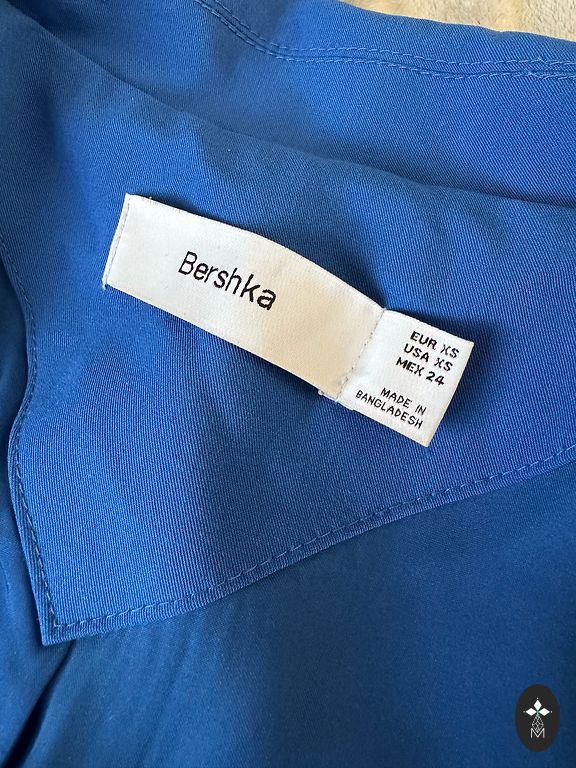 Bershka
EUR XS
USA XS
MEX 24
MADE IN
BANGLADESH
M